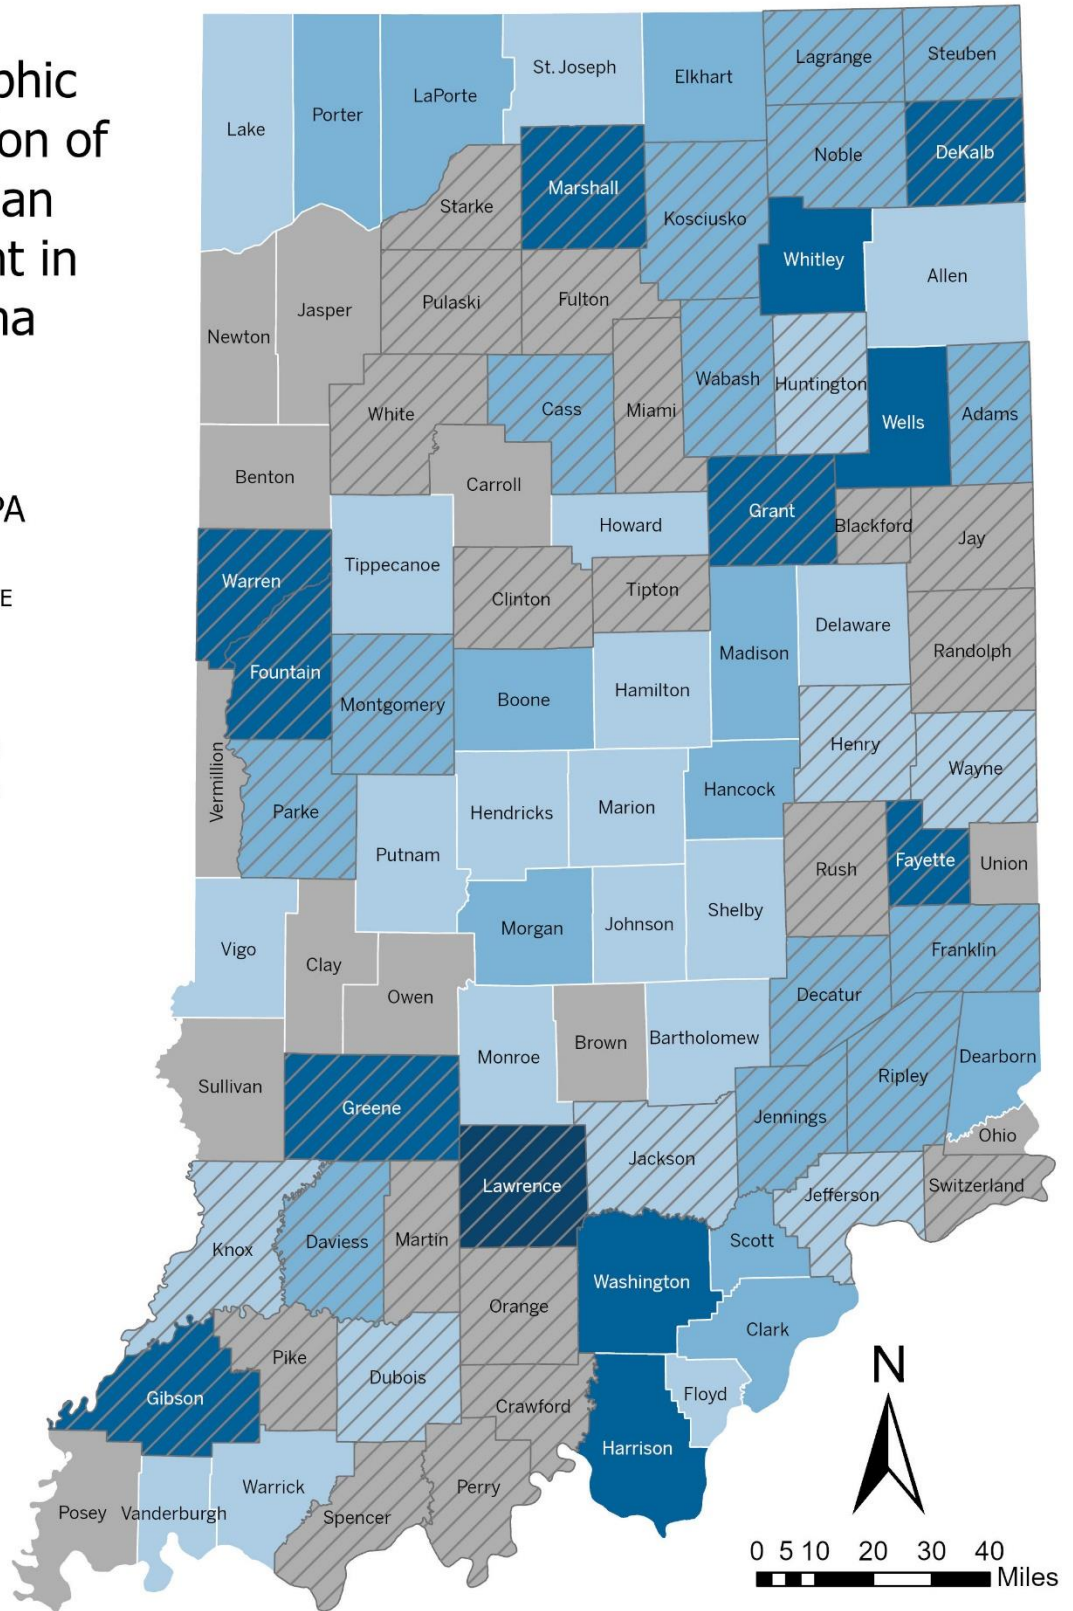 phic
on of
an
nt in
na
PA
E
Lake
Porter
LaPorte
St. Joseph
Elkhart
Lagrange
Steuben
Noble
DeKalb
Marshall
Starke
Kosciusko
Whitley
Allen
Newton
Jasper
Pulaski
Fulton
White
Cass
Miami
Wabash
Huntington
Wells
Adams
Benton
Carroll
Howard
Grant
Blackford
Jay
Warren
Tippecanoe
Clinton
Tipton
Fountain
Montgomery
Boone
Hamilton
Madison
Delaware
Randolph
Vermillion
Parke
Putnam
Hendricks
Marion
Hancock
Henry
Wayne
Rush
Fayette
Union
Vigo
Clay
Owen
Morgan
Johnson
Shelby
Decatur
Franklin
Sullivan
Greene
Monroe
Brown
Bartholomew
Jennings
Ripley
Dearborn
Ohio
Switzerland
Lawrence
Jackson
Jefferson
Knox
Daviess
Martin
Orange
Washington
Scott
Clark
Gibson
Pike
Dubois
Crawford
Harrison
Floyd
Posey
Vanderburgh
Warrick
Spencer
Perry
N
0 5 10 20 30 40
Miles